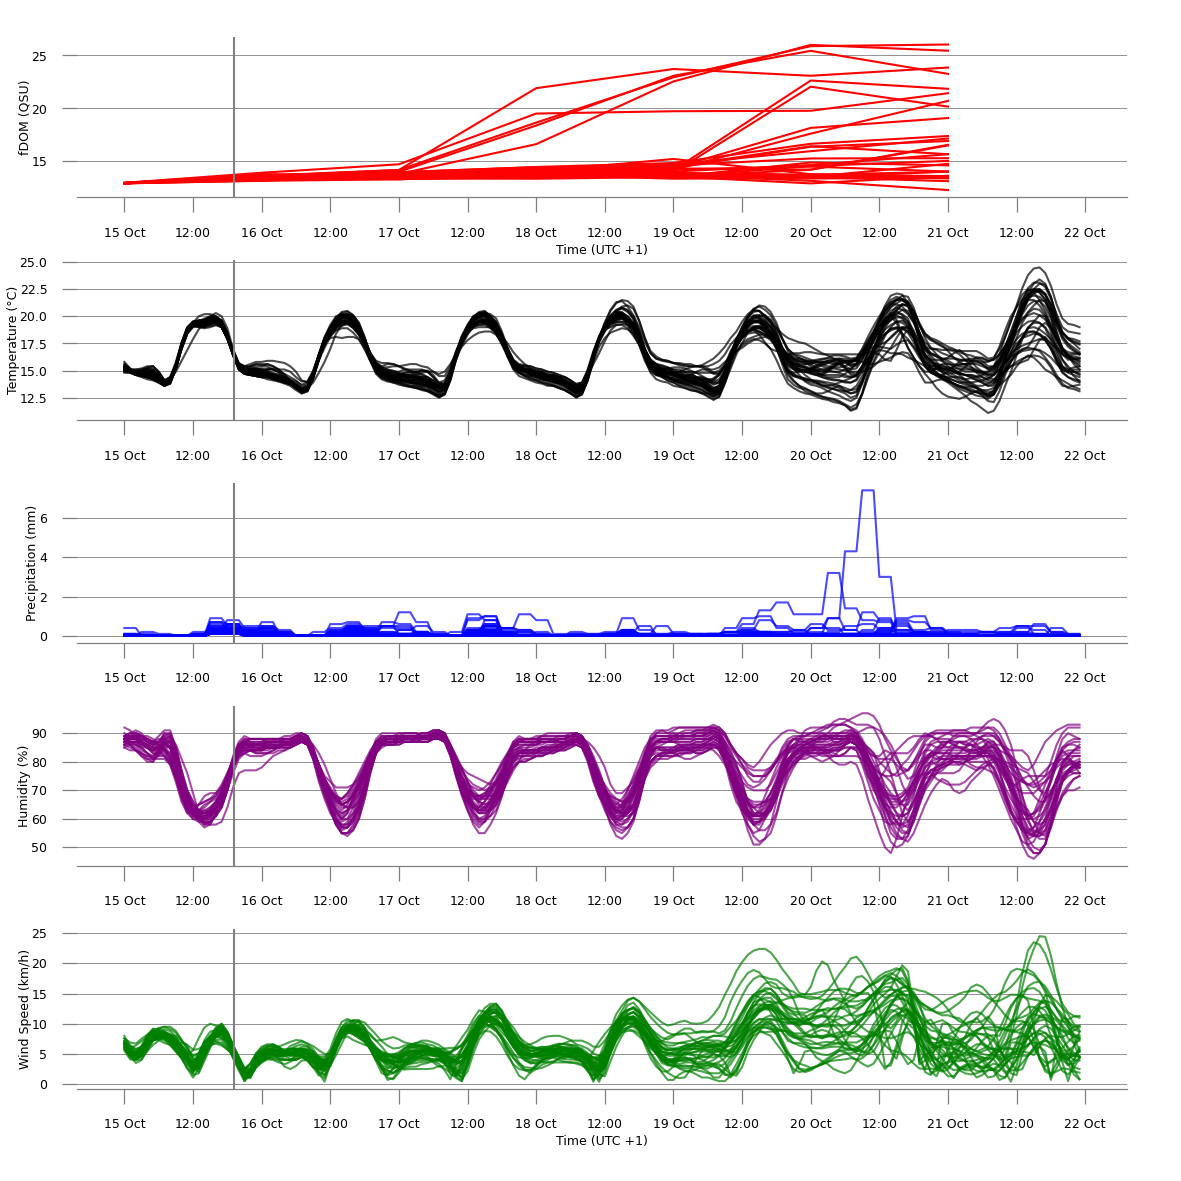 fDOM (QSU)
25
20
15
15 Oct 12:00 16 Oct 12:00 17 Oct 12:00 18 Oct 12:00 19 Oct 12:00 20 Oct 12:00 21 Oct 12:00 22 Oct
Time (UTC +1)
Temperature (°C)
25.0
22.5
20.0
17.5
15.0
12.5
15 Oct 12:00 16 Oct 12:00 17 Oct 12:00 18 Oct 12:00 19 Oct 12:00 20 Oct 12:00 21 Oct 12:00 22 Oct
Precipitation (mm)
6
4
2
0
15 Oct 12:00 16 Oct 12:00 17 Oct 12:00 18 Oct 12:00 19 Oct 12:00 20 Oct 12:00 21 Oct 12:00 22 Oct
Humidity (%)
90
80
70
60
50
15 Oct 12:00 16 Oct 12:00 17 Oct 12:00 18 Oct 12:00 19 Oct 12:00 20 Oct 12:00 21 Oct 12:00 22 Oct
Wind Speed (km/h)
25
20
15
10
5
0
15 Oct 12:00 16 Oct 12:00 17 Oct 12:00 18 Oct 12:00 19 Oct 12:00 20 Oct 12:00 21 Oct 12:00 22 Oct
Time (UTC +1)